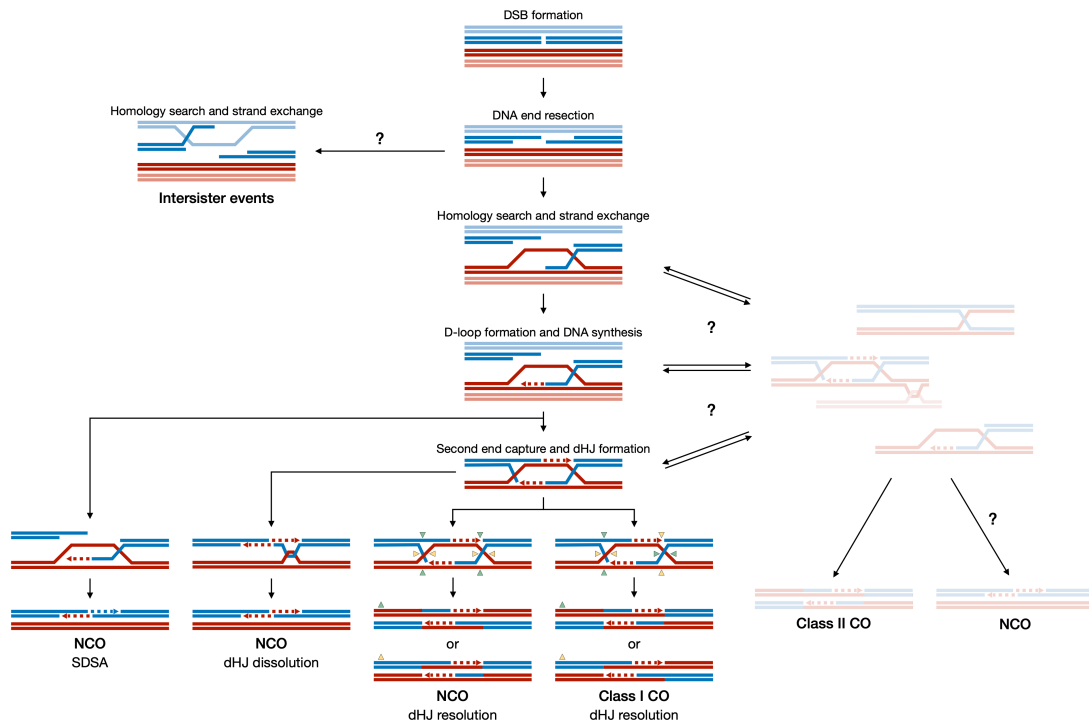 DSB formation
DNA end resection
Homology search and strand exchange
?
Intersister events
Homology search and strand exchange
?
D-loop formation and DNA synthesis
?
Second end capture and dHJ formation
?
NCO
SDSA
NCO
dHJ dissolution
or
NCO
dHJ resolution
or
Class I CO
dHJ resolution
Class II CO
NCO